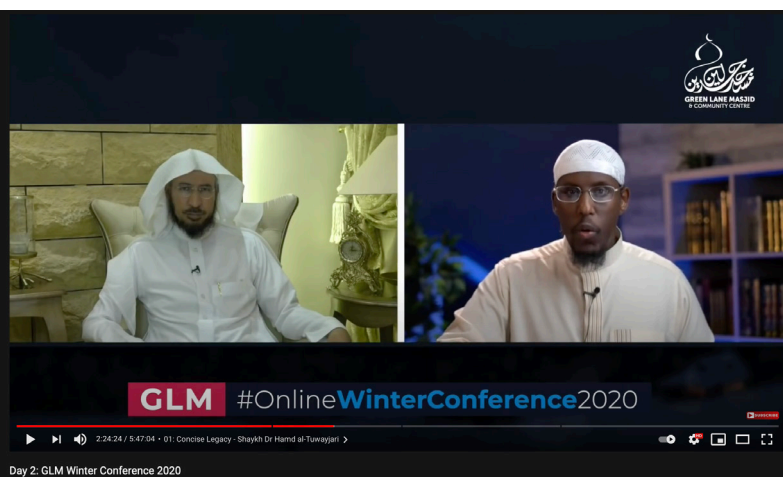 GREEN LANE MASJID
& COMMUNITY CENTRE
GLM #OnlineWinterConference2020
SUBSCRIBE
2:24:24 / 5:47:04 • 01: Concise Legacy - Shaykh Dr Hamd al-Tuwayjari >
Day 2: GLM Winter Conference 2020